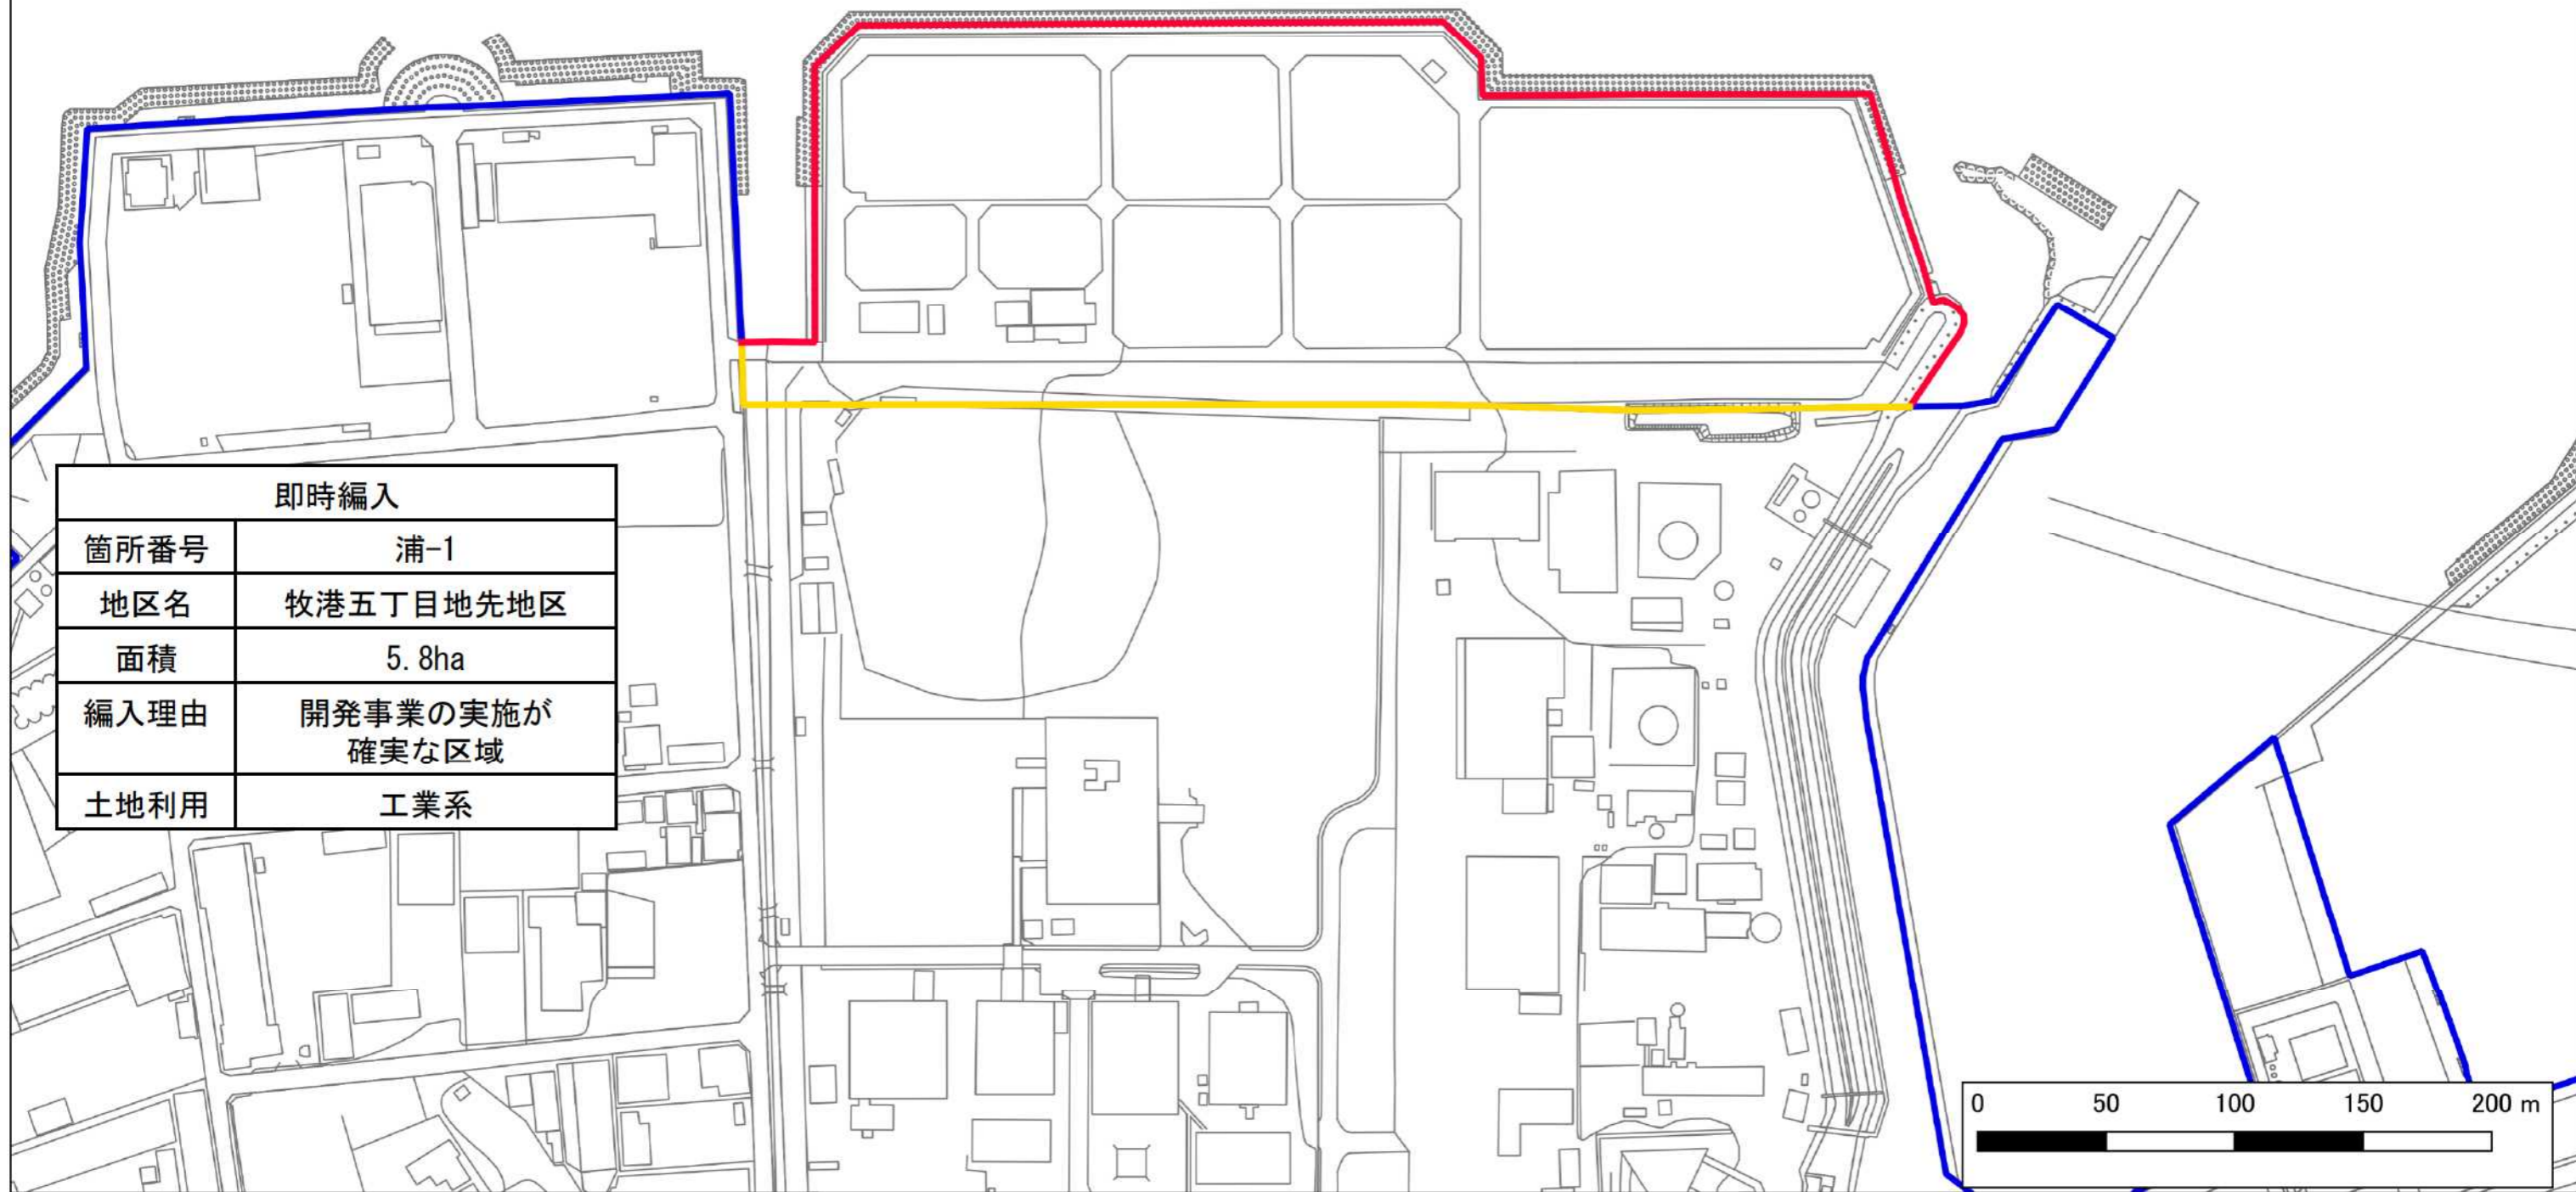 即時編入
箇所番号 浦-1
地区名 牧港五丁目地先地区
面積 5.8ha
編入理由 開発事業の実施が
確実な区域
土地利用 工業系
0 50 100 150 200 m